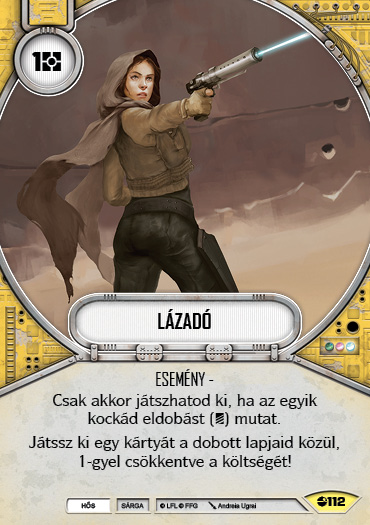 1
LÁZADÓ
ESEMÉNY -
Csak akkor játszhatod ki, ha az egyik
kockád eldobást () mutat.
Játssz ki egy kártyát a dobott lapjaid közül,
1-gyel csökkentve a költségét!
HŐS SÁRGA © LFL © FFG Andreia Ugrai 112